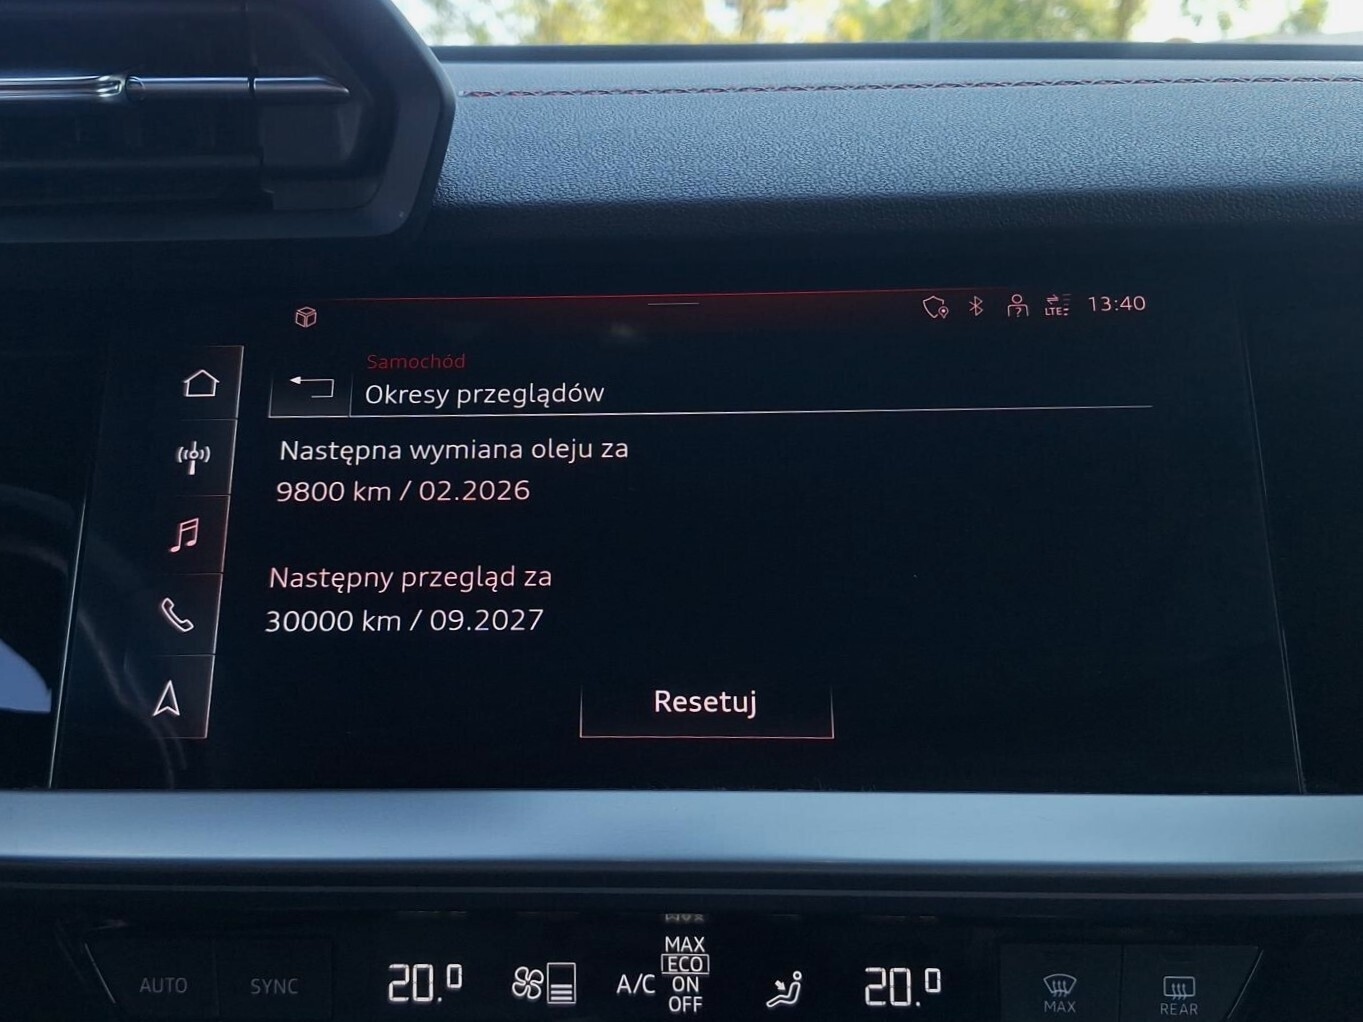 LTE
13:40
Samochód
Okresy przeglądów
Następna wymiana oleju za
9800 km / 02.2026
Następny przegląd za
30000 km / 09.2027
Resetuj
AUTO
SYNC
20.0
A/C
MAX
ECO
ON
OFF
20.0
MAX
REAR